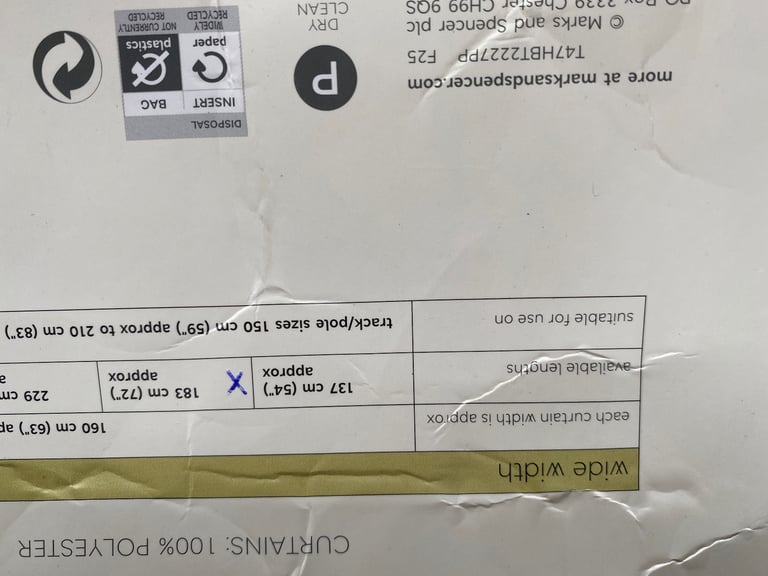 CURTAINS: 100% POLYESTER
wide width
each curtain width is approx 160 cm (63")
available lengths 137 cm (54") approx X 183 cm (72") approx 229 cm
suitable for use on track/pole sizes 150 cm (59") approx to 210 cm (83")
more at marksandspencer.com
T47HBT2227PP F25
© Marks and Spencer plc
Box 3339 Chester CH99 9QS
P
DRY
CLEAN
DISPOSAL
INSERT
paper
WIDELY
RECYCLED
BAG
plastics
NOT CURRENTLY
RECYCLED